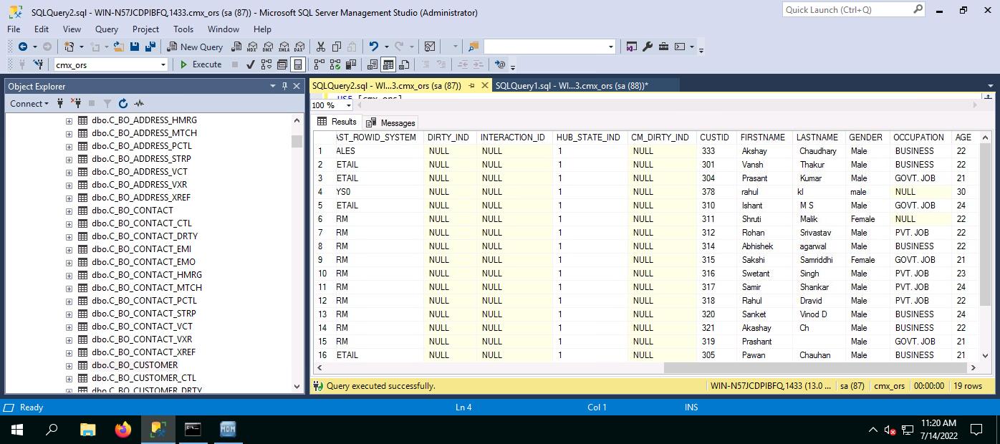 SQLQuery2.sql - WIN-N57JCDPIBFQ,1433.cmx_ors (sa (87)) - Microsoft SQL Server Management Studio (Administrator)
Quick Launch (Ctrl+Q)
File Edit View Query Project Tools Window Help
New Query MDX DMX XMLA DAX
cmx_ors Execute
Object Explorer
Connect
dbo.C_BO_ADDRESS_HMRG
dbo.C_BO_ADDRESS_MTCH
dbo.C_BO_ADDRESS_PCTL
dbo.C_BO_ADDRESS_STRP
dbo.C_BO_ADDRESS_VCT
dbo.C_BO_ADDRESS_VXR
dbo.C_BO_ADDRESS_XREF
dbo.C_BO_CONTACT
dbo.C_BO_CONTACT_CTL
dbo.C_BO_CONTACT_DRTY
dbo.C_BO_CONTACT_EMI
dbo.C_BO_CONTACT_EMO
dbo.C_BO_CONTACT_HMRG
dbo.C_BO_CONTACT_MTCH
dbo.C_BO_CONTACT_PCTL
dbo.C_BO_CONTACT_STRP
dbo.C_BO_CONTACT_VCT
dbo.C_BO_CONTACT_VXR
dbo.C_BO_CONTACT_XREF
dbo.C_BO_CUSTOMER
dbo.C_BO_CUSTOMER_CTL
dbo.C_BO_CUSTOMER_DRTY
SQLQuery2.sql - WI...3.cmx_ors (sa (87)) SQLQuery1.sql - WI...3.cmx_ors (sa (88))*
USE [cmx_ors]
100 %
Results Messages
AST_ROWID_SYSTEM DIRTY_IND INTERACTION_ID HUB_STATE_IND CM_DIRTY_IND CUSTID FIRSTNAME LASTNAME GENDER OCCUPATION AGE
1 ALES NULL NULL 1 NULL 333 Akshay Chaudhary Male BUSINESS 22
2 ETAIL NULL NULL 1 NULL 301 Vansh Thakur Male BUSINESS 22
3 ETAIL NULL NULL 1 NULL 304 Prasant Kumar Male GOVT. JOB 21
4 YS0 NULL NULL 1 NULL 378 rahul kl male NULL 30
5 ETAIL NULL NULL 1 NULL 310 Ishant M S Male GOVT. JOB 24
6 RM NULL NULL 1 NULL 311 Shruti Malik Female NULL 22
7 RM NULL NULL 1 NULL 312 Rohan Srivastav Male PVT. JOB 22
8 RM NULL NULL 1 NULL 314 Abhishek agarwal Male BUSINESS 22
9 RM NULL NULL 1 NULL 315 Sakshi Samriddhi Female GOVT. JOB 21
10 RM NULL NULL 1 NULL 316 Swetant Singh Male PVT. JOB 23
11 RM NULL NULL 1 NULL 317 Samir Shankar Male PVT. JOB 24
12 RM NULL NULL 1 NULL 318 Rahul Dravid Male PVT. JOB 22
13 RM NULL NULL 1 NULL 320 Sanket Vinod D Male BUSINESS 24
14 RM NULL NULL 1 NULL 321 Akashay Ch Male BUSINESS 22
15 RM NULL NULL 1 NULL 319 Prashant Male GOVT. JOB 21
16 ETAIL NULL NULL 1 NULL 305 Pawan Chauhan Male BUSINESS 21
Query executed successfully. WIN-N57JCDPIBFQ,1433 (13.0 ... sa (87) cmx_ors 00:00:00 19 rows
Ready Ln 4 Col 1 INS
MDM
11:20 AM
7/14/2022